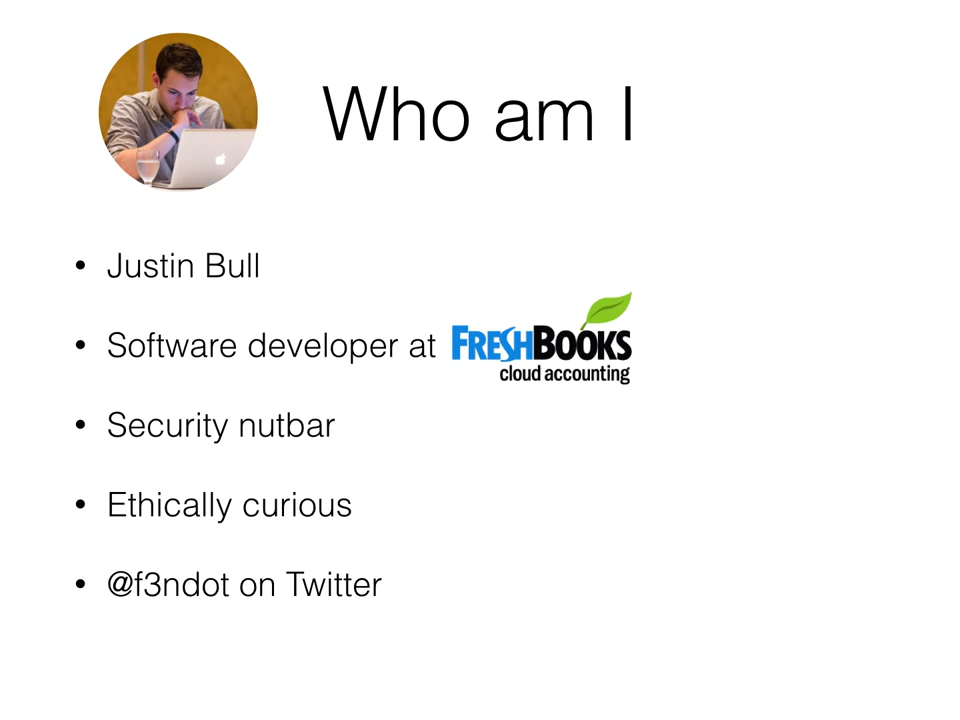 Who am I
• Justin Bull
• Software developer at FRESHBOOKS
cloud accounting
• Security nutbar
• Ethically curious
• @f3ndot on Twitter